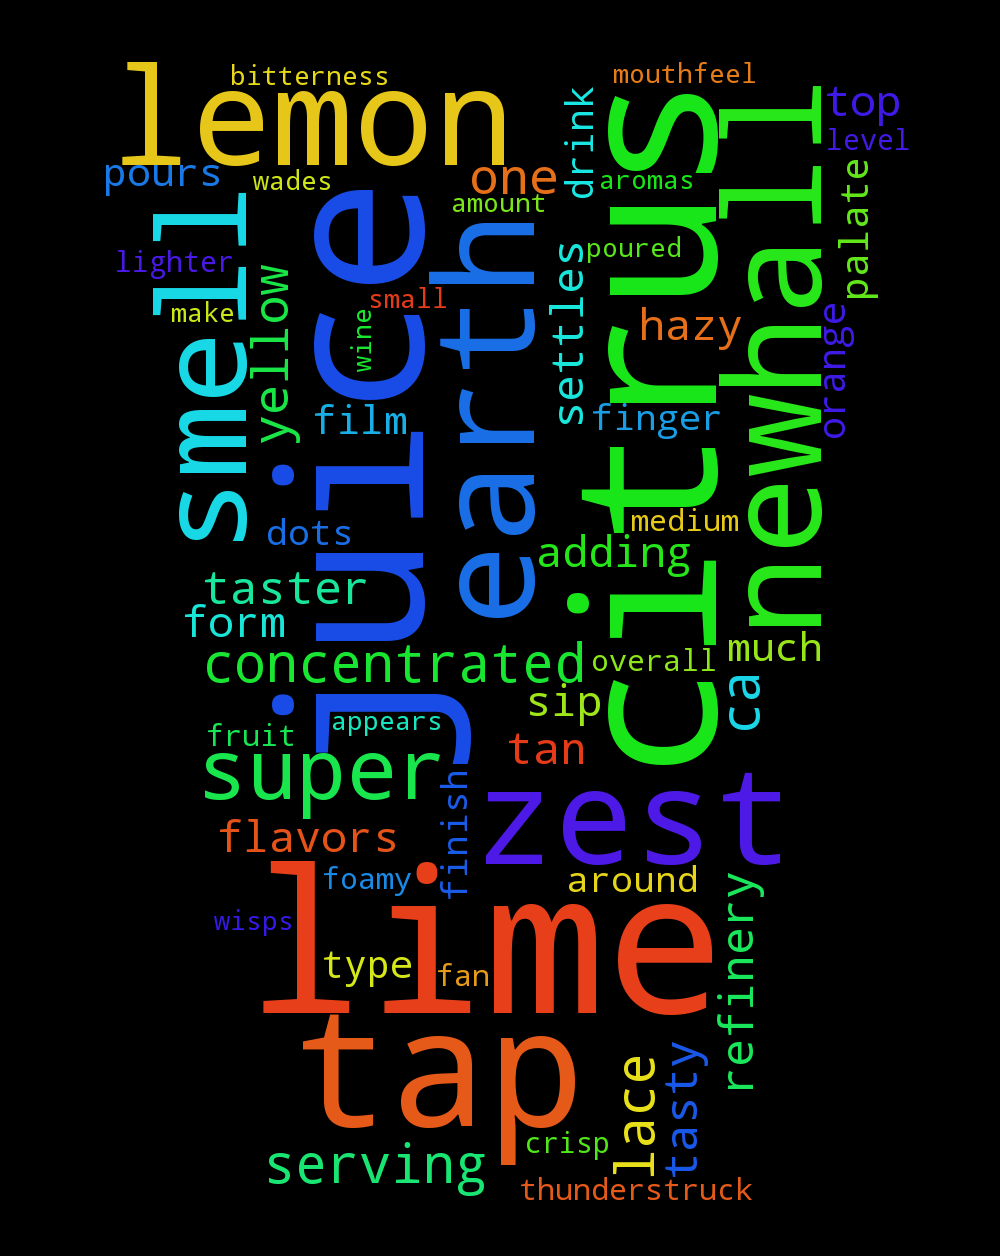 bitterness
mouthfeel
lemon
drink
top
level
pours
wades
one
aromas
amount
palate
smell
juice
earth
citrus
newhall
lighter
poured
settles
yellow
make
small
wine
hazy
orange
film
finger
dots
medium
adding
taster
form
concentrated
overall
much
sip
ca
appears
fruit
tan
super
finish
zest
flavors
foamy
around
wisps
lime
type
fan
refinery
tap
lace
tasty
crisp
serving
thunderstruck